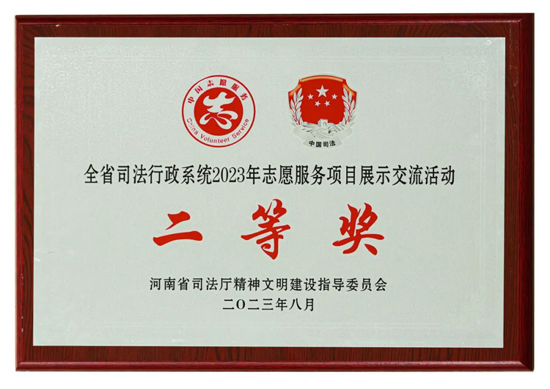 中国志愿服务
China Volunteer Service
中国司法
全省司法行政系统2023年志愿服务项目展示交流活动
二等奖
河南省司法厅精神文明建设指导委员会
二〇二三年八月